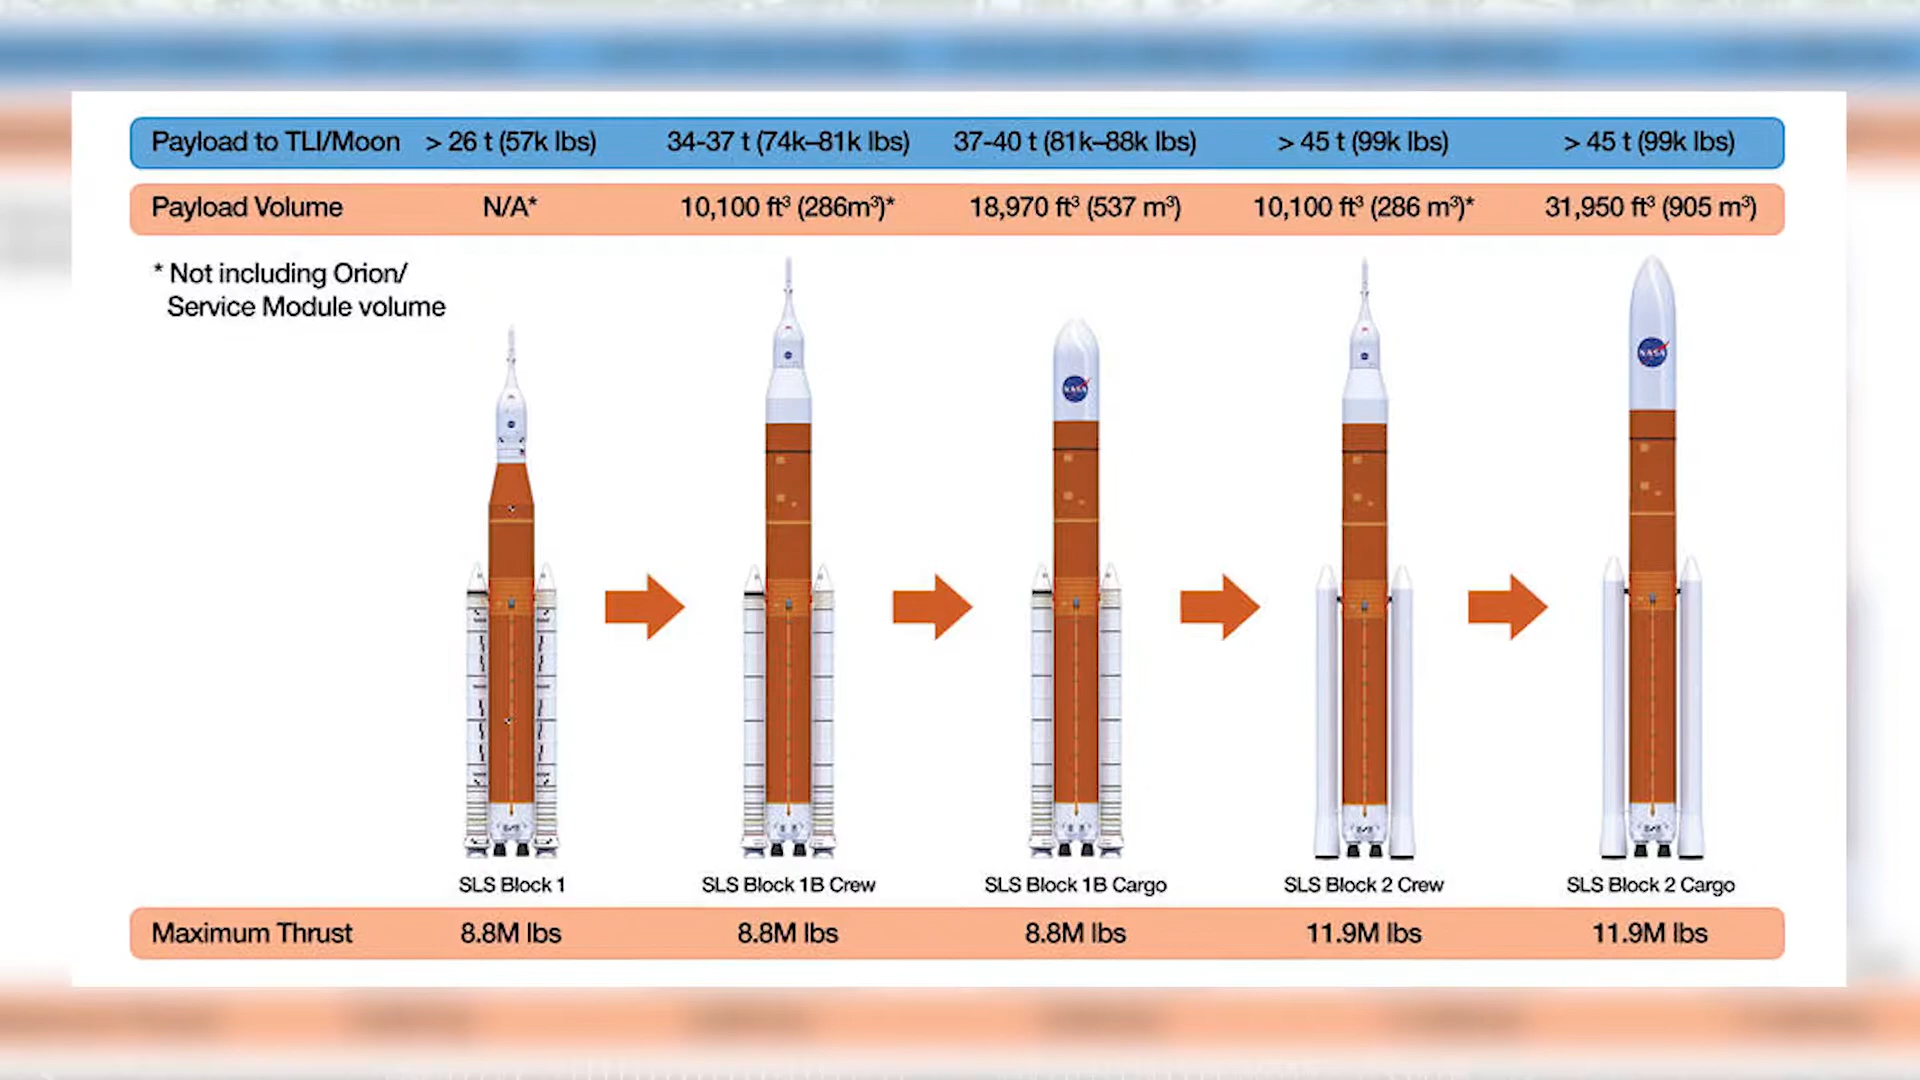 Payload to TLI/Moon > 26 t (57k lbs) 34-37 t (74k–81k lbs) 37-40 t (81k–88k lbs) > 45 t (99k lbs) > 45 t (99k lbs)
Payload Volume N/A* 10,100 ft³ (286m³)* 18,970 ft³ (537 m³) 10,100 ft³ (286 m³)* 31,950 ft³ (905 m³)
* Not including Orion/
Service Module volume
NASA
NASA
SLS Block 1 SLS Block 1B Crew SLS Block 1B Cargo SLS Block 2 Crew SLS Block 2 Cargo
Maximum Thrust 8.8M lbs 8.8M lbs 8.8M lbs 11.9M lbs 11.9M lbs